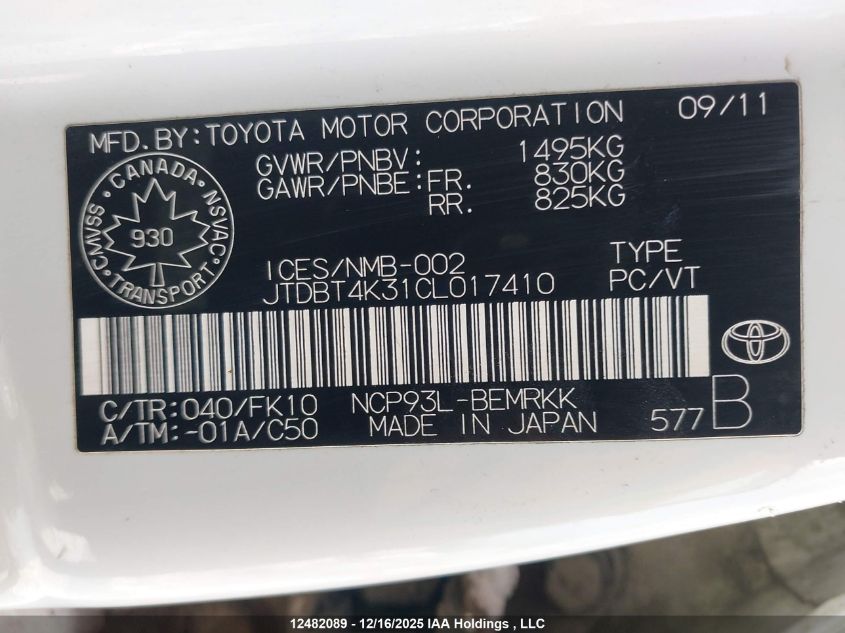 MFD.BY:TOYOTA MOTOR CORPORATION 09/11
GVWR/PNBV: 1495KG
GAWR/PNBE:FR. 830KG
RR. 825KG
CANADA
CMVSS 930 NSVAC
TRANSPORT
ICES/NMB-002 TYPE
JTDBT4K31CL017410 PC/VT
C/TR:040/FK10 NCP93L-BEMRKK
A/TM:-01A/C50 MADE IN JAPAN 577 B
12482089 - 12/16/2025 IAA Holdings , LLC